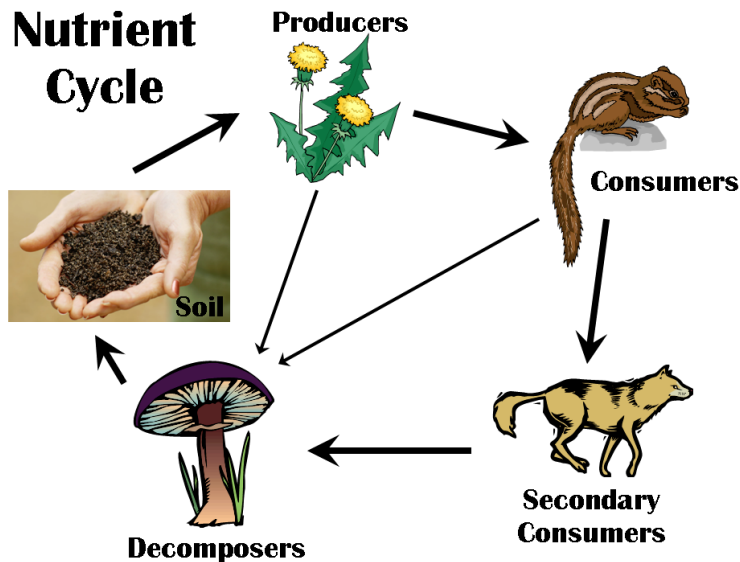 Nutrient
Cycle
Producers
Consumers
Soil
Secondary
Consumers
Decomposers